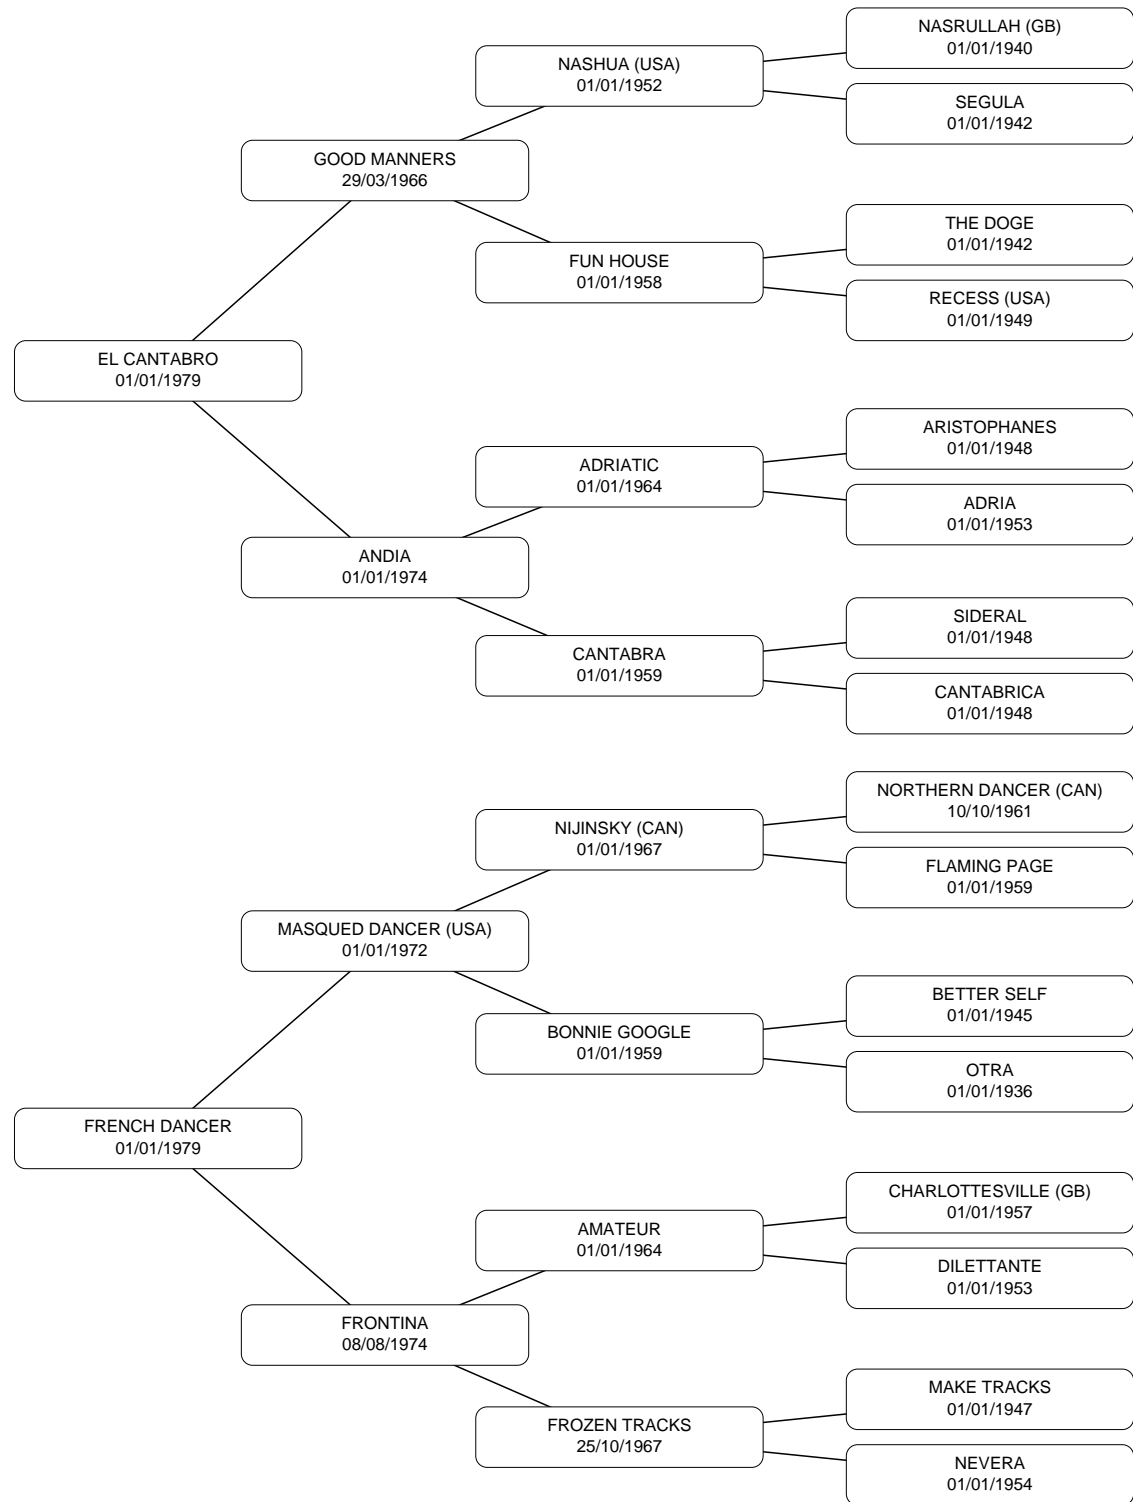 NASRULLAH (GB)
01/01/1940
NASHUA (USA)
01/01/1952
SEGULA
01/01/1942
GOOD MANNERS
29/03/1966
THE DOGE
01/01/1942
FUN HOUSE
01/01/1958
RECESS (USA)
01/01/1949
EL CANTABRO
01/01/1979
ARISTOPHANES
01/01/1948
ADRIATIC
01/01/1964
ADRIA
01/01/1953
ANDIA
01/01/1974
SIDERAL
01/01/1948
CANTABRA
01/01/1959
CANTABRICA
01/01/1948
NORTHERN DANCER (CAN)
10/10/1961
NIJINSKY (CAN)
01/01/1967
FLAMING PAGE
01/01/1959
MASQUED DANCER (USA)
01/01/1972
BETTER SELF
01/01/1945
BONNIE GOOGLE
01/01/1959
OTRA
01/01/1936
FRENCH DANCER
01/01/1979
CHARLOTTESVILLE (GB)
01/01/1957
AMATEUR
01/01/1964
DILETTANTE
01/01/1953
FRONTINA
08/08/1974
MAKE TRACKS
01/01/1947
FROZEN TRACKS
25/10/1967
NEVERA
01/01/1954